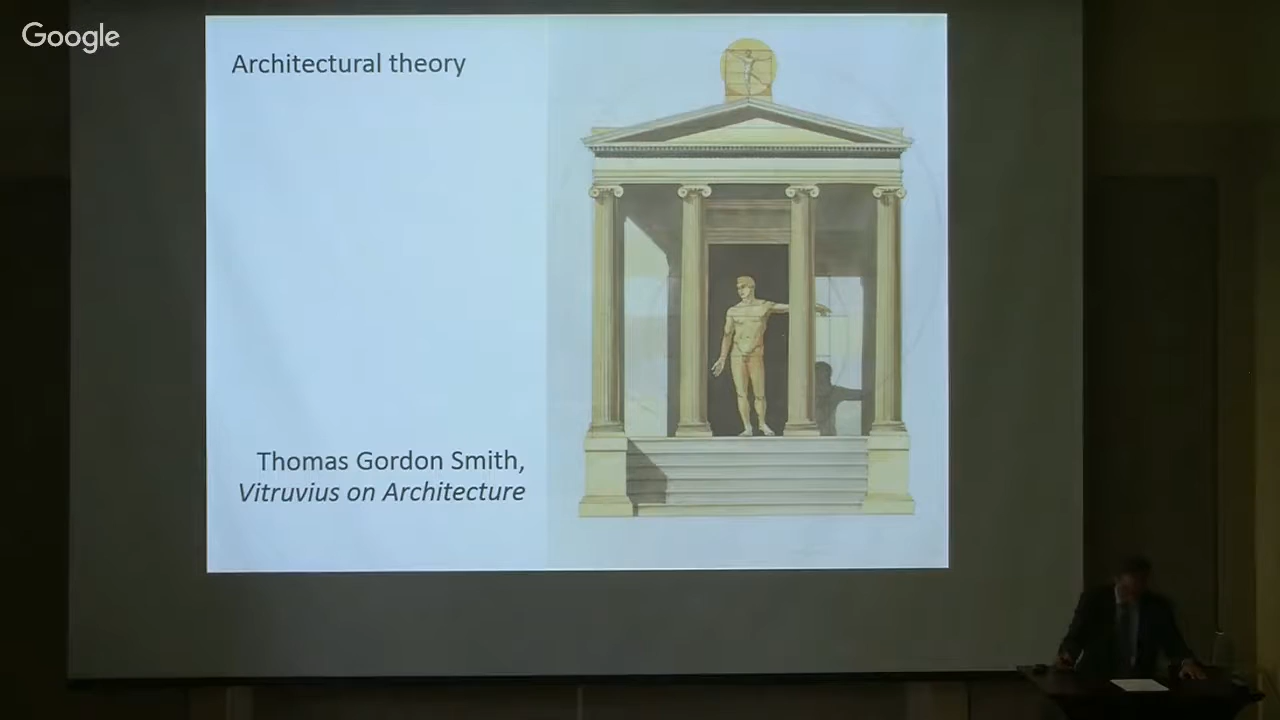 Google
Architectural theory
Thomas Gordon Smith,
Vitruvius on Architecture